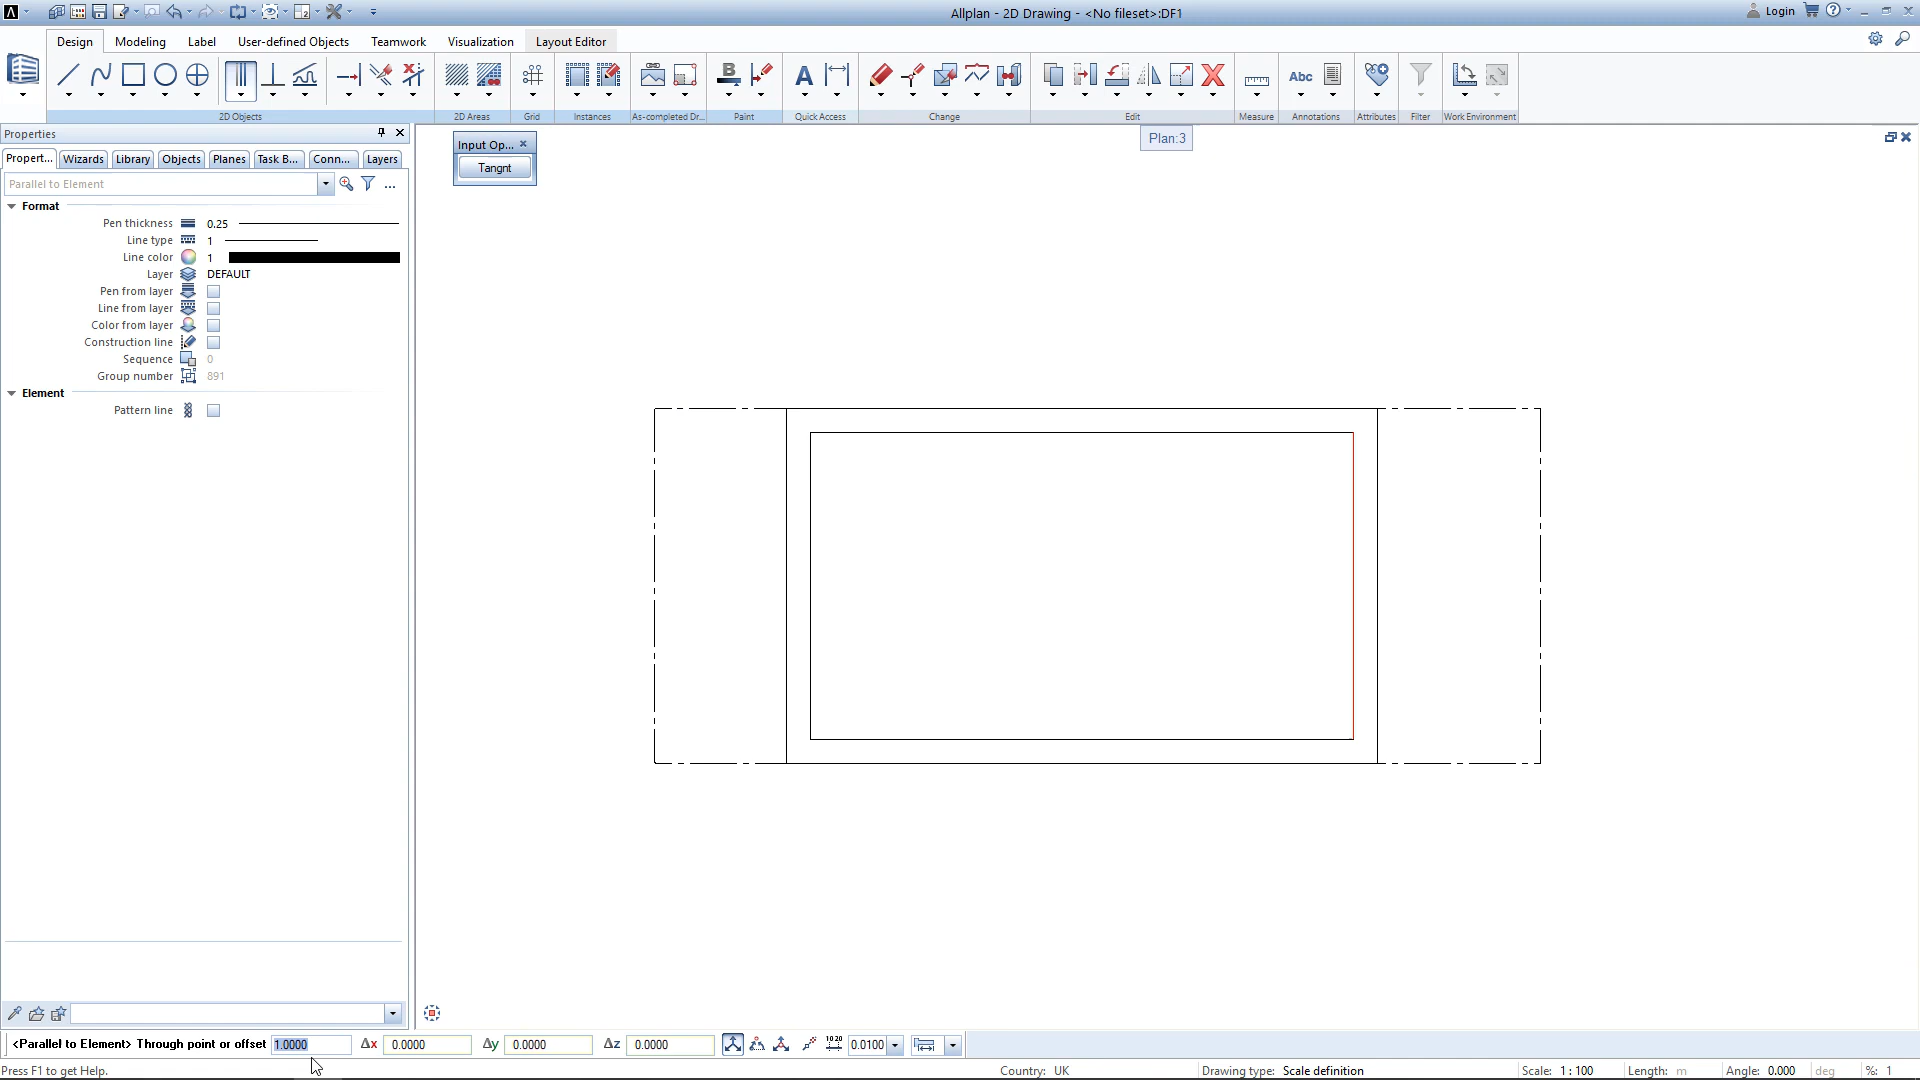 Allplan - 2D Drawing - <No fileset>:DF1
Login
Design Modeling Label User-defined Objects Teamwork Visualization Layout Editor
2D Objects 2D Areas Grid Instances As-completed Dr... Paint Quick Access Change Edit Measure Annotations Attributes Filter Work Environment
Abc
Properties
Propert... Wizards Library Objects Planes Task B... Conn... Layers
Parallel to Element
Format
Pen thickness 0.25
Line type 1
Line color 1
Layer DEFAULT
Pen from layer
Line from layer
Color from layer
Construction line
Sequence 0
Group number 891
Element
Pattern line
Input Op...
Tangnt
Plan:3
<Parallel to Element> Through point or offset 1.0000 Δx 0.0000 Δy 0.0000 Δz 0.0000 1020 0.0100
Press F1 to get Help.
Country: UK
Drawing type: Scale definition
Scale: 1 : 100
Length: m
Angle: 0.000 deg
%: 1